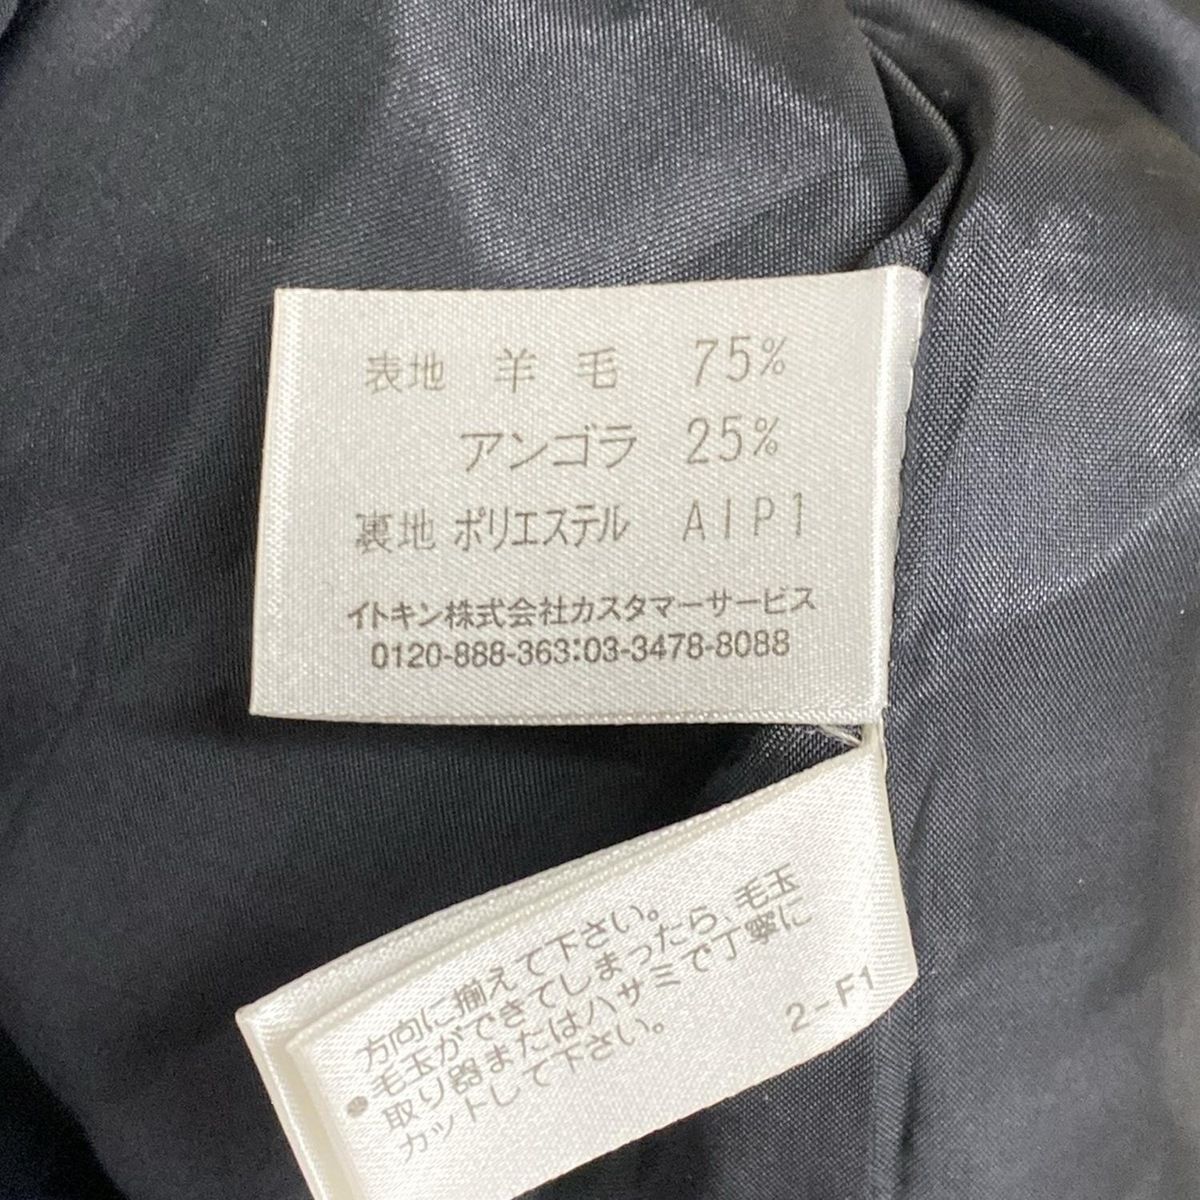 表地 羊毛 75%
アンゴラ 25%
裏地 ポリエステル AIP1
イトキン株式会社カスタマーサービス
0120-888-363:03-3478-8088
方向に揃えて下さい。
●毛玉ができてしまったら、毛玉
取り器またはハサミで丁寧に
カットして下さい。
2-F1